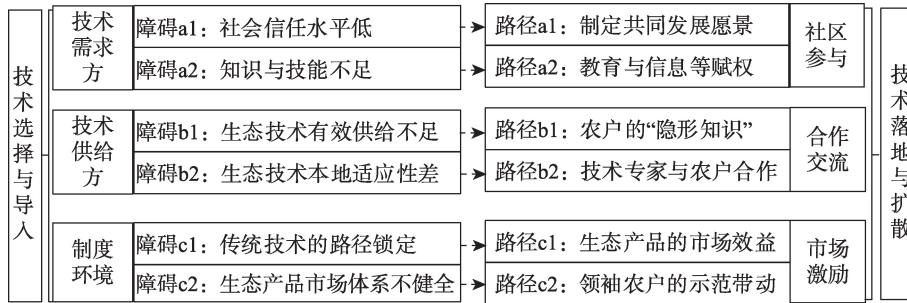 技术选择与导入
技术
需求
方
障碍a1：社会信任水平低
障碍a2：知识与技能不足
路径a1：制定共同发展愿景
路径a2：教育与信息等赋权
社区
参与
技术
供给
方
障碍b1：生态技术有效供给不足
障碍b2：生态技术本地适应性差
路径b1：农户的“隐形知识”
路径b2：技术专家与农户合作
合作
交流
制度
环境
障碍c1：传统技术的路径锁定
障碍c2：生态产品市场体系不健全
路径c1：生态产品的市场效益
路径c2：领袖农户的示范带动
市场
激励
技术落地与扩散